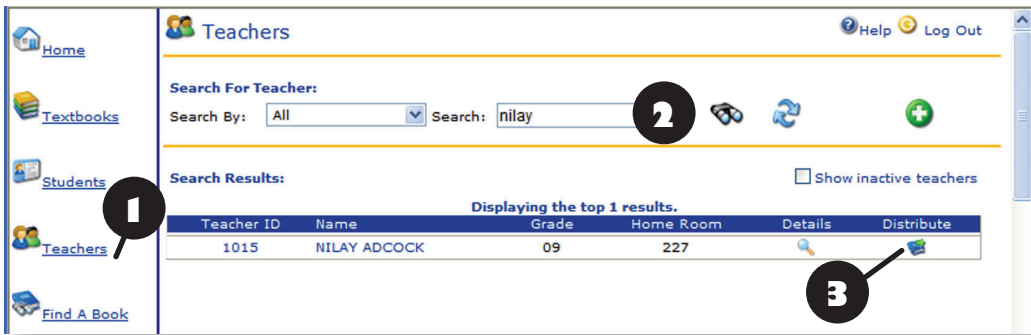 Home
Textbooks
Students
Teachers
Find A Book
Teachers
Help Log Out
Search For Teacher:
Search By: All Search: nilay
Search Results:
Show inactive teachers
Displaying the top 1 results.
Teacher ID Name Grade Home Room Details Distribute
1015 NILAY ADCOCK 09 227
1
2
3